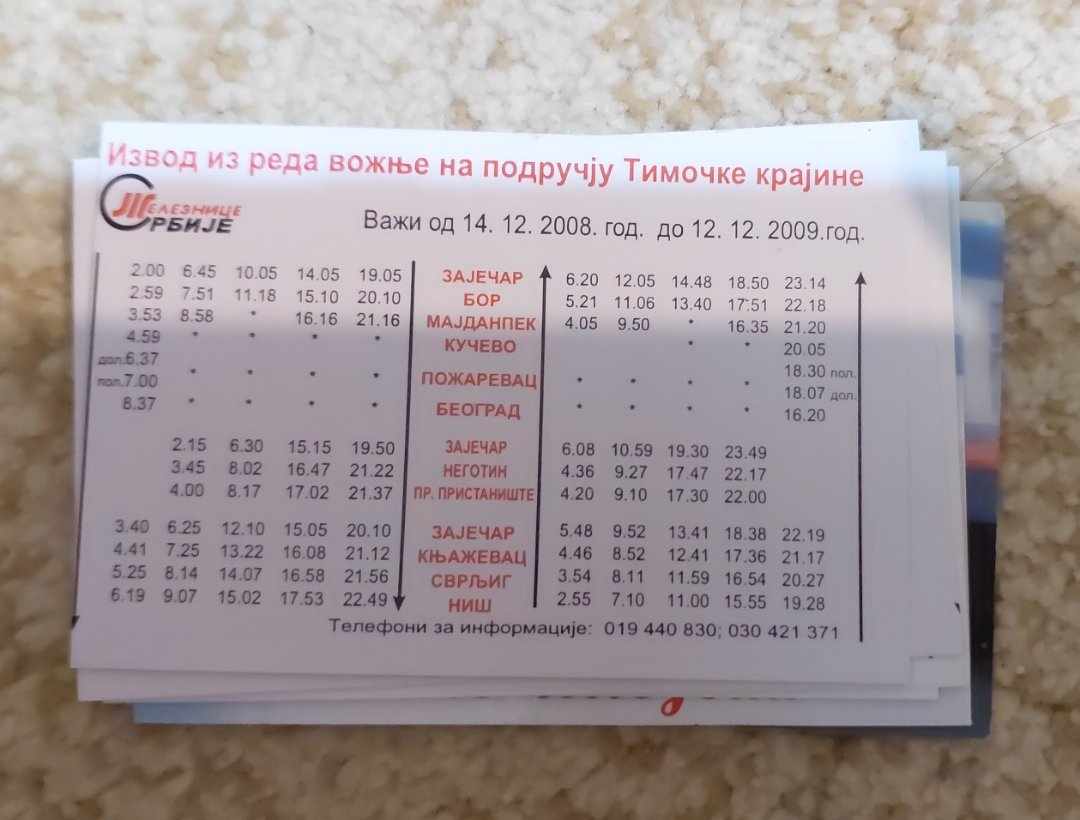 Извод из реда вожње на подручју Тимочке крајине
ЖЕЛЕЗНИЦЕ
СРБИЈЕ
Важи од 14. 12. 2008. год. до 12. 12. 2009.год.
2.00 6.45 10.05 14.05 19.05 ЗАЈЕЧАР 6.20 12.05 14.48 18.50 23.14
2.59 7.51 11.18 15.10 20.10 БОР 5.21 11.06 13.40 17.51 22.18
3.53 8.58 * 16.16 21.16 МАЈДАНПЕК 4.05 9.50 * 16.35 21.20
4.59 * * * * КУЧЕВО * * 20.05
дол.6.37 18.30 пол.
пол.7.00 * * * * ПОЖАРЕВАЦ * * * * 18.07 дол.
8.37 * * * * БЕОГРАД * * * * 16.20
2.15 6.30 15.15 19.50 ЗАЈЕЧАР 6.08 10.59 19.30 23.49
3.45 8.02 16.47 21.22 НЕГОТИН 4.36 9.27 17.47 22.17
4.00 8.17 17.02 21.37 ПР. ПРИСТАНИШТЕ 4.20 9.10 17.30 22.00
3.40 6.25 12.10 15.05 20.10 ЗАЈЕЧАР 5.48 9.52 13.41 18.38 22.19
4.41 7.25 13.22 16.08 21.12 КЊАЖЕВАЦ 4.46 8.52 12.41 17.36 21.17
5.25 8.14 14.07 16.58 21.56 СВРЉИГ 3.54 8.11 11.59 16.54 20.27
6.19 9.07 15.02 17.53 22.49 НИШ 2.55 7.10 11.00 15.55 19.28
Телефони за информације: 019 440 830; 030 421 371